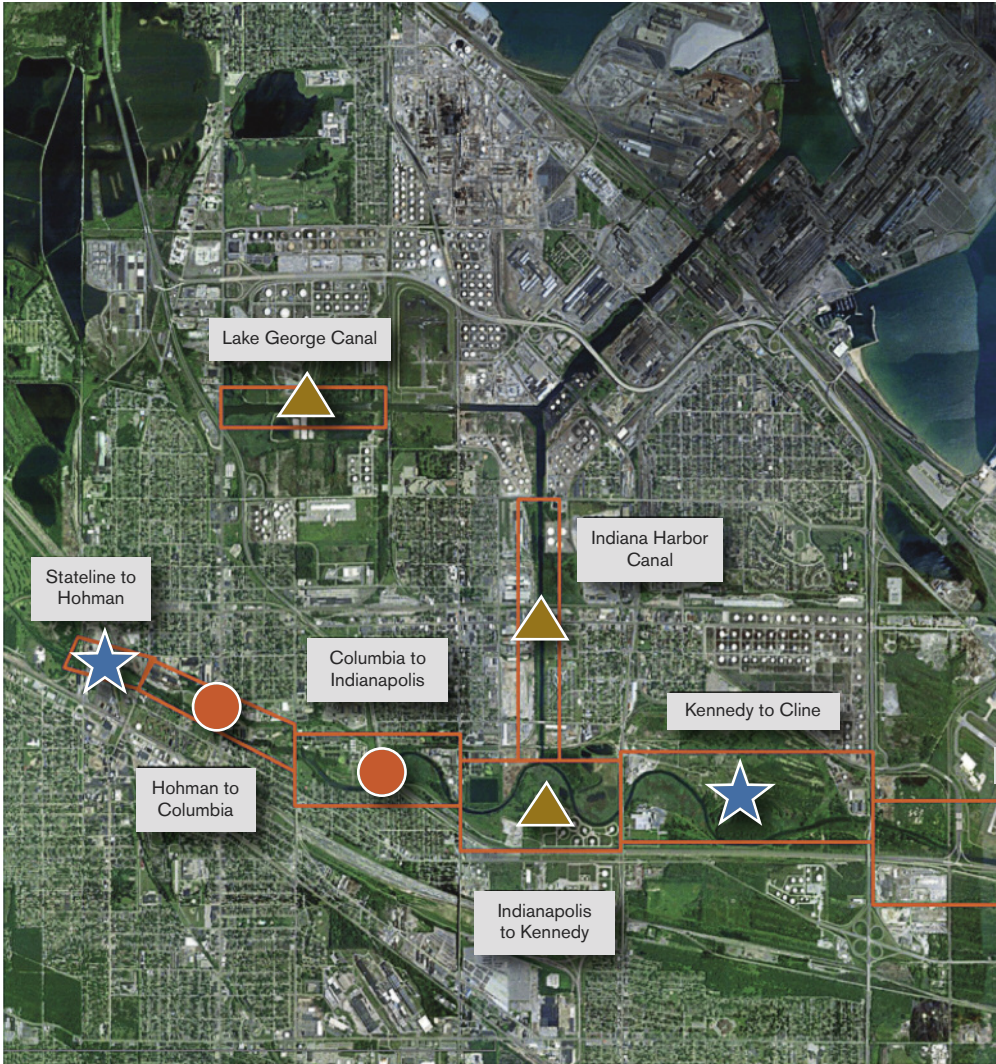 Lake George Canal
Indiana Harbor
Canal
Stateline to
Hohman
Columbia to
Indianapolis
Kennedy to Cline
Hohman to
Columbia
Indianapolis
to Kennedy